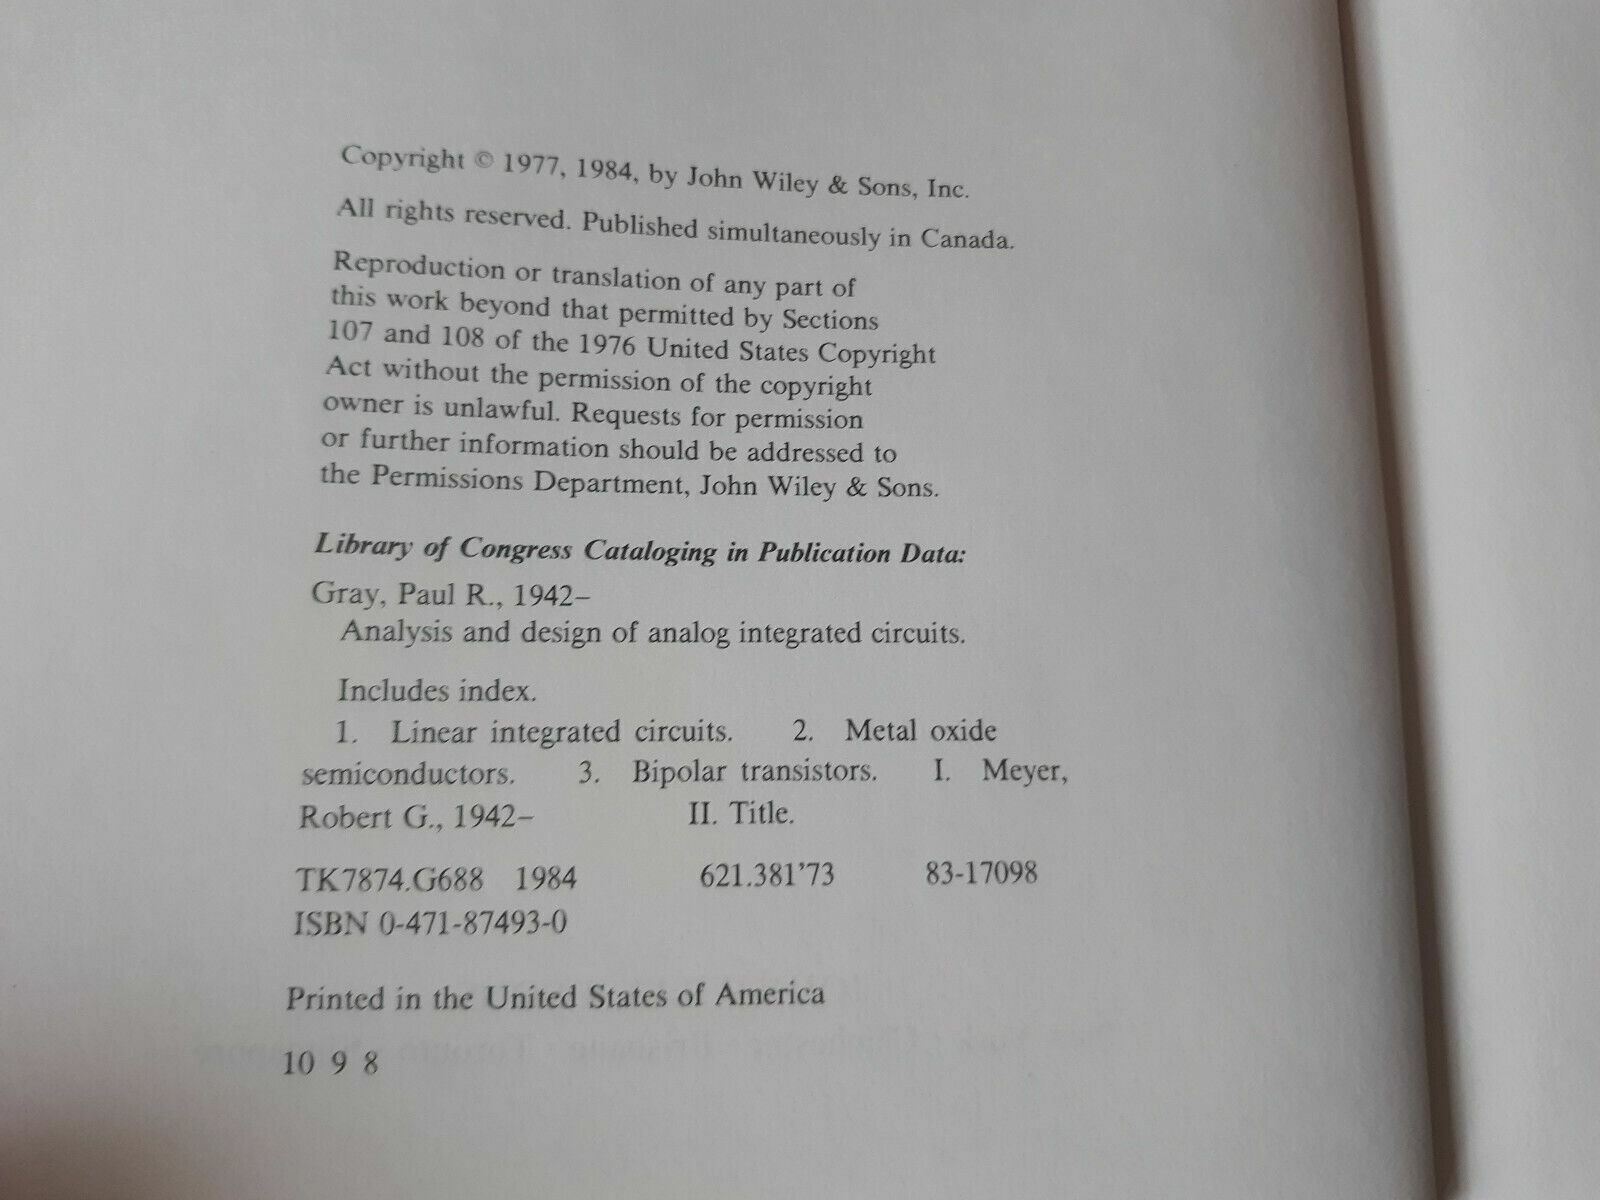 Copyright © 1977, 1984, by John Wiley & Sons, Inc.
All rights reserved. Published simultaneously in Canada.
Reproduction or translation of any part of
this work beyond that permitted by Sections
107 and 108 of the 1976 United States Copyright
Act without the permission of the copyright
owner is unlawful. Requests for permission
or further information should be addressed to
the Permissions Department, John Wiley & Sons.
Library of Congress Cataloging in Publication Data:
Gray, Paul R., 1942–
Analysis and design of analog integrated circuits.
Includes index.
1. Linear integrated circuits. 2. Metal oxide
semiconductors. 3. Bipolar transistors. I. Meyer,
Robert G., 1942– II. Title.
TK7874.G688 1984 621.381'73 83-17098
ISBN 0-471-87493-0
Printed in the United States of America
10 9 8